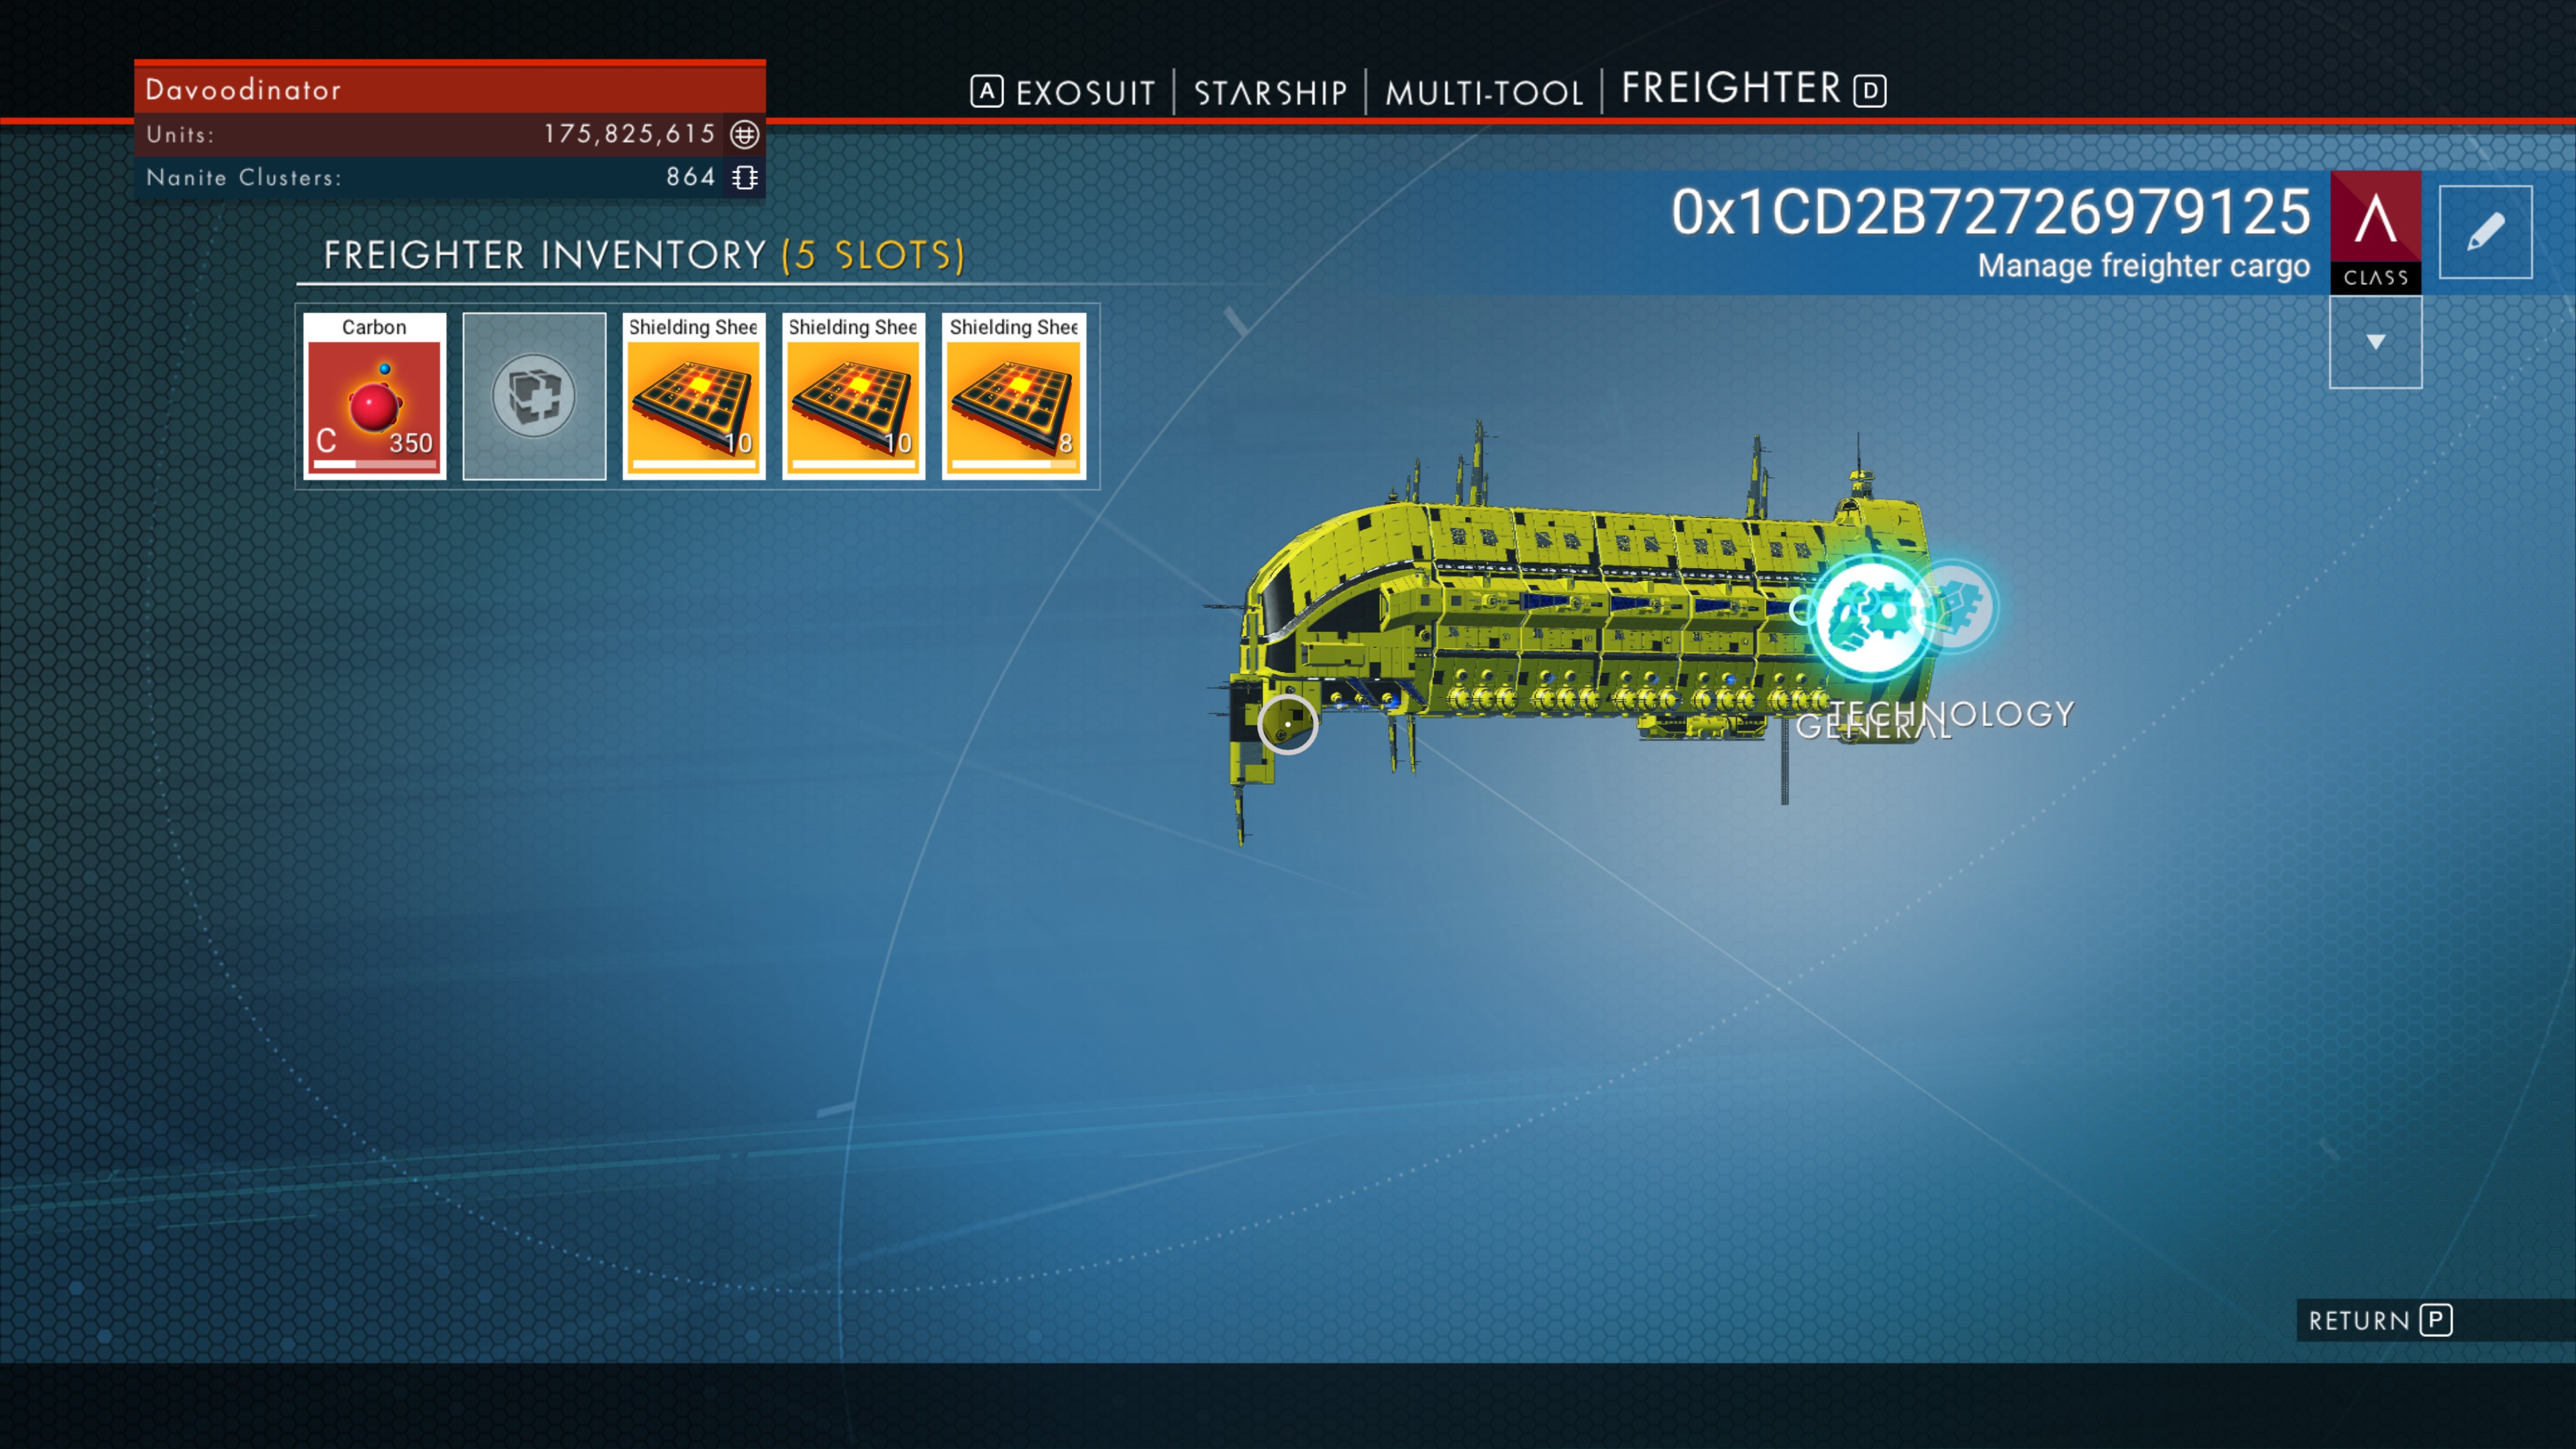 Davoodinator
Units: 175,825,615
Nanite Clusters: 864
A EXOSUIT STARSHIP MULTI-TOOL FREIGHTER D
0x1CD2B72726979125
Manage freighter cargo
A
CLASS
FREIGHTER INVENTORY (5 SLOTS)
Carbon
C 350
Shielding Shee
10
Shielding Shee
10
Shielding Shee
8
TECHNOLOGY
GENERAL
RETURN P